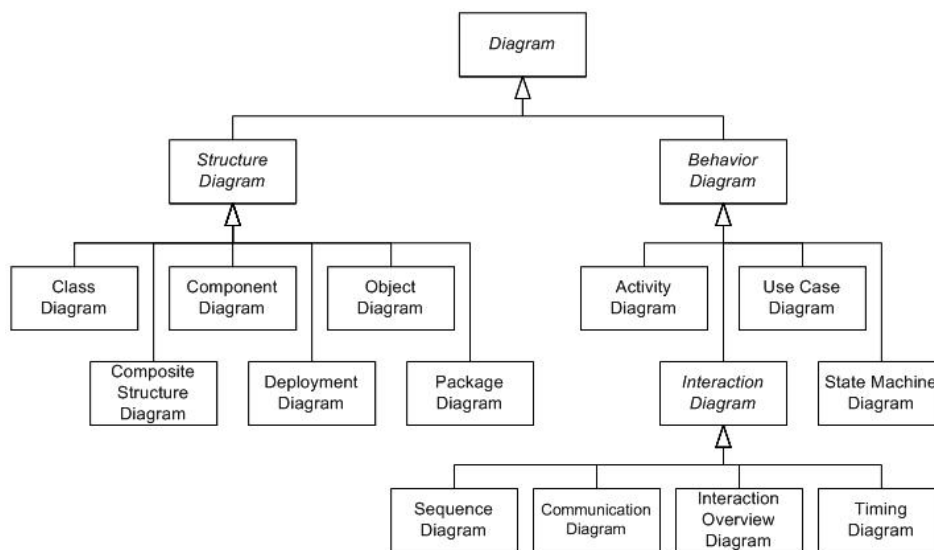 Diagram
Structure
Diagram
Behavior
Diagram
Class
Diagram
Component
Diagram
Object
Diagram
Activity
Diagram
Use Case
Diagram
Composite
Structure
Diagram
Deployment
Diagram
Package
Diagram
Interaction
Diagram
State Machine
Diagram
Sequence
Diagram
Communication
Diagram
Interaction
Overview
Diagram
Timing
Diagram